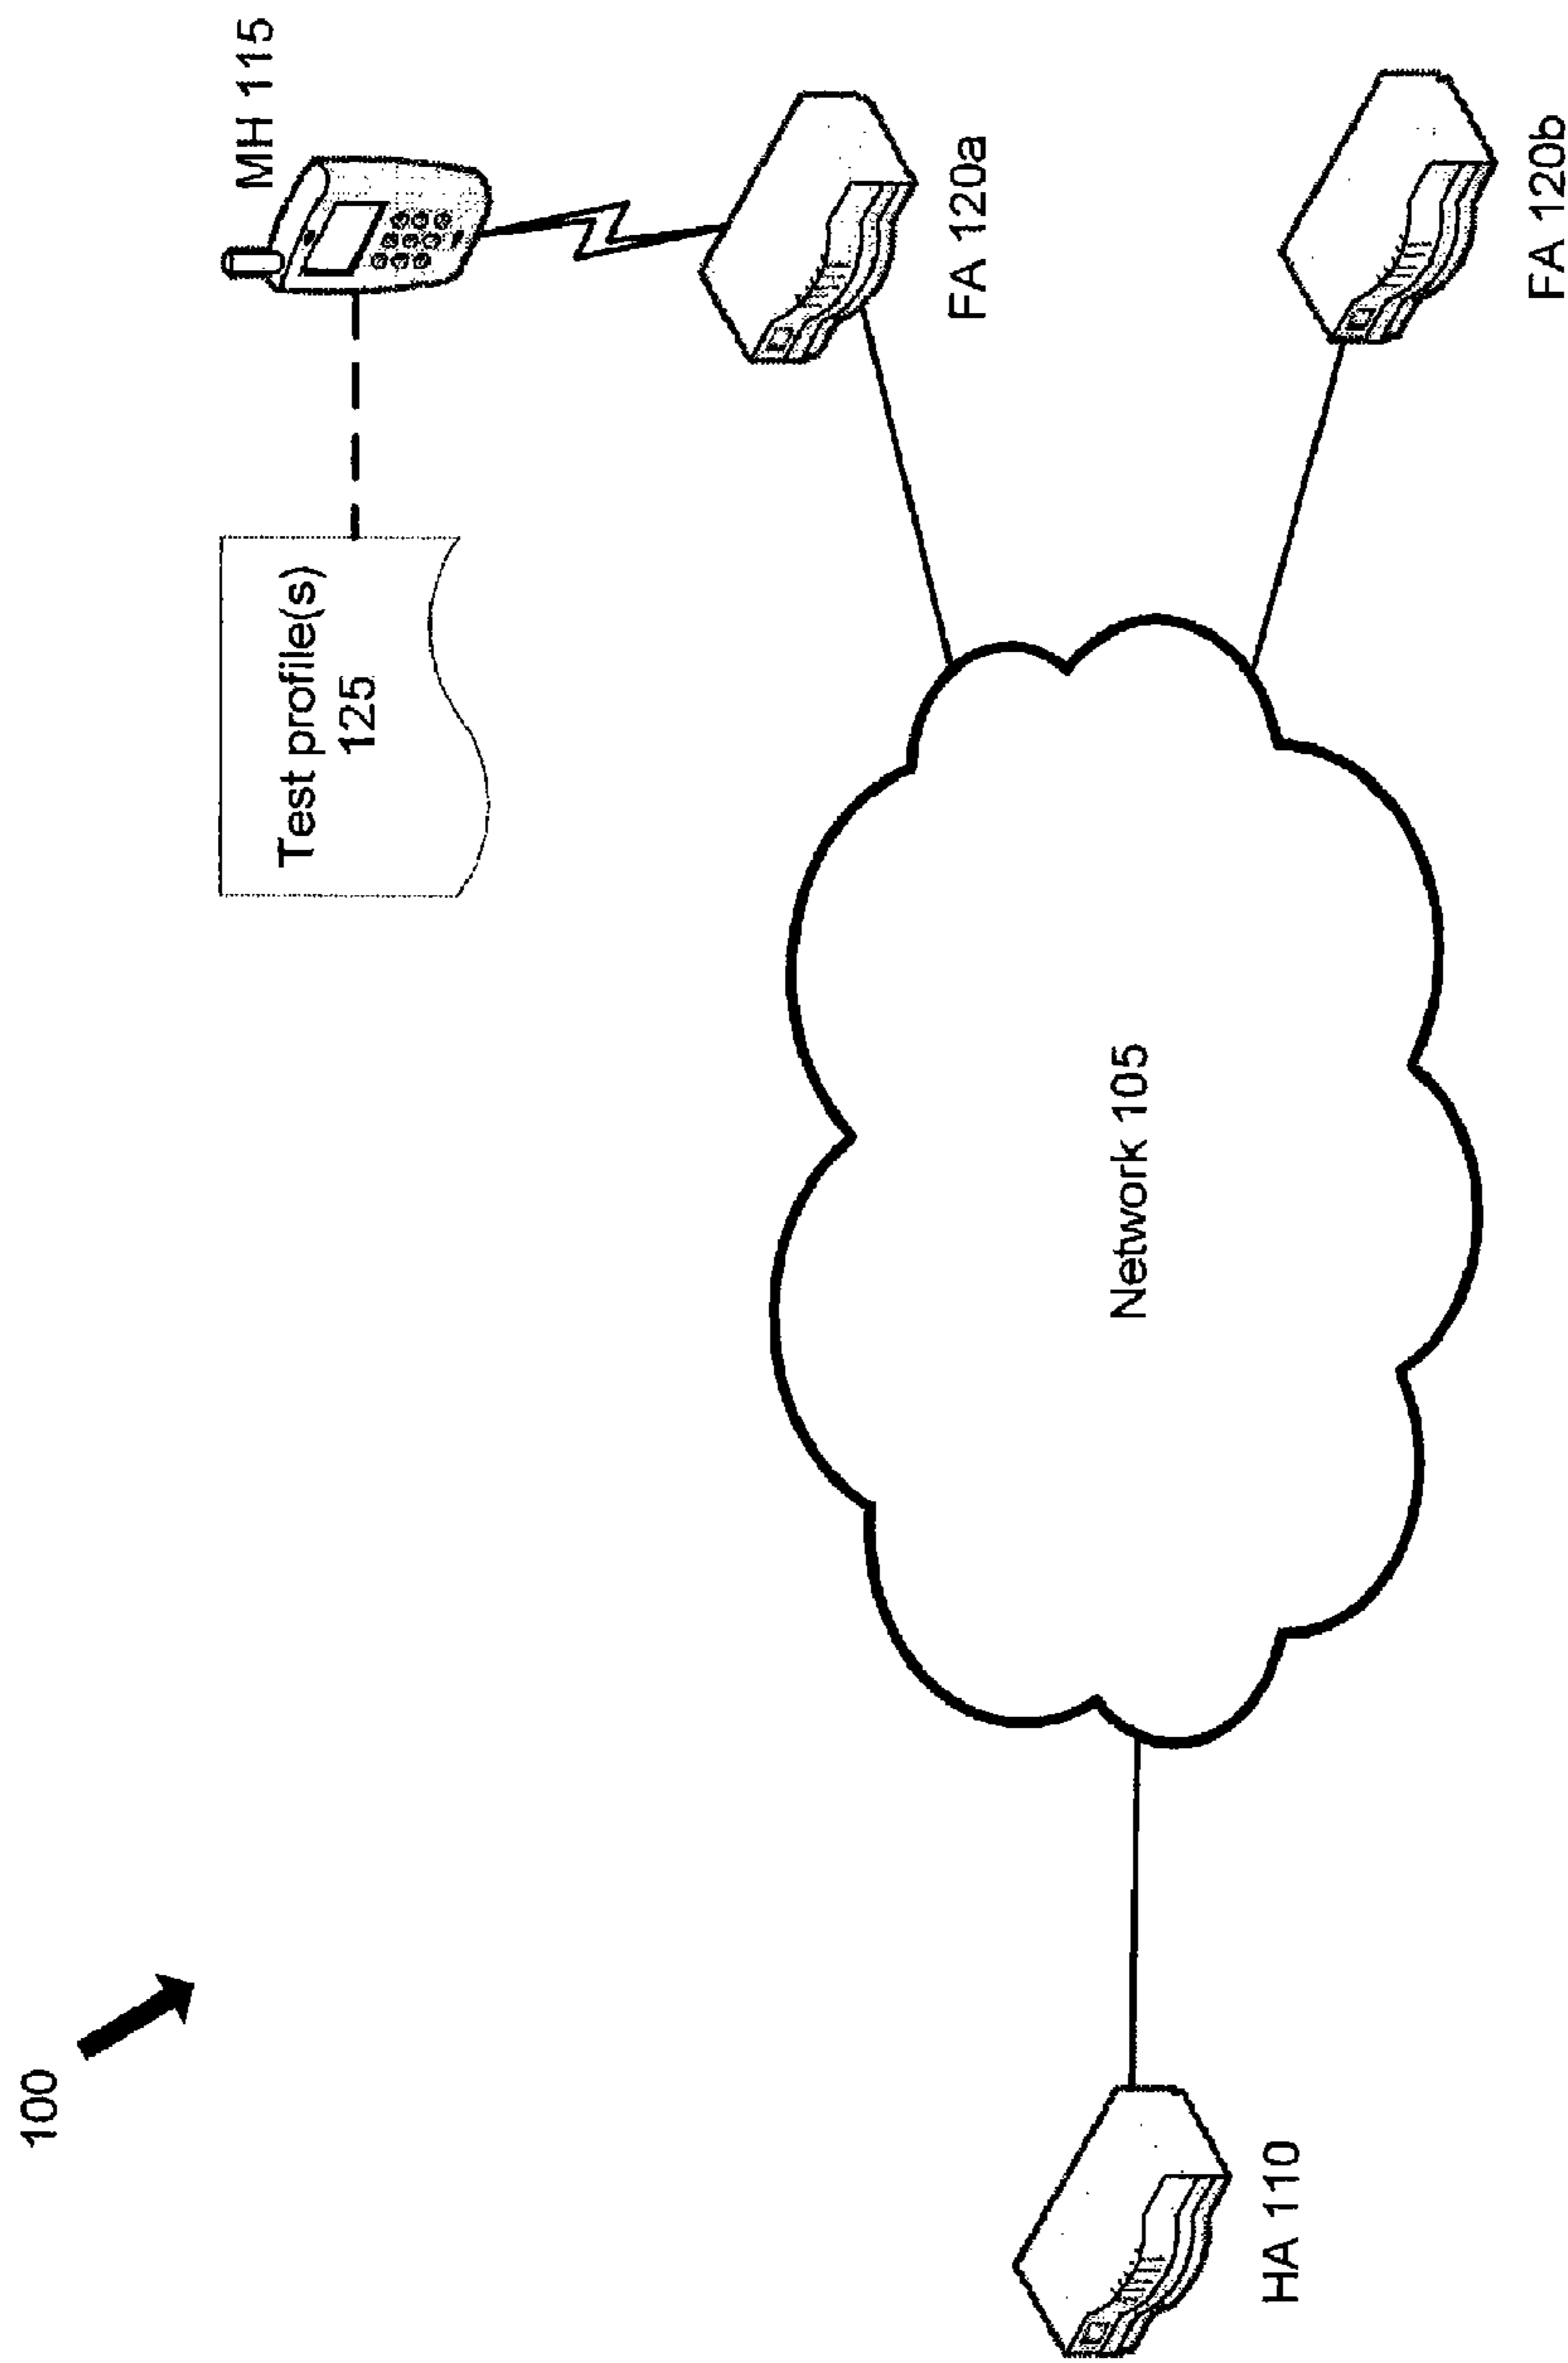 100
MH 115
Test profile(s)
125
FA 120a
Network 105
HA 110
FA 120b